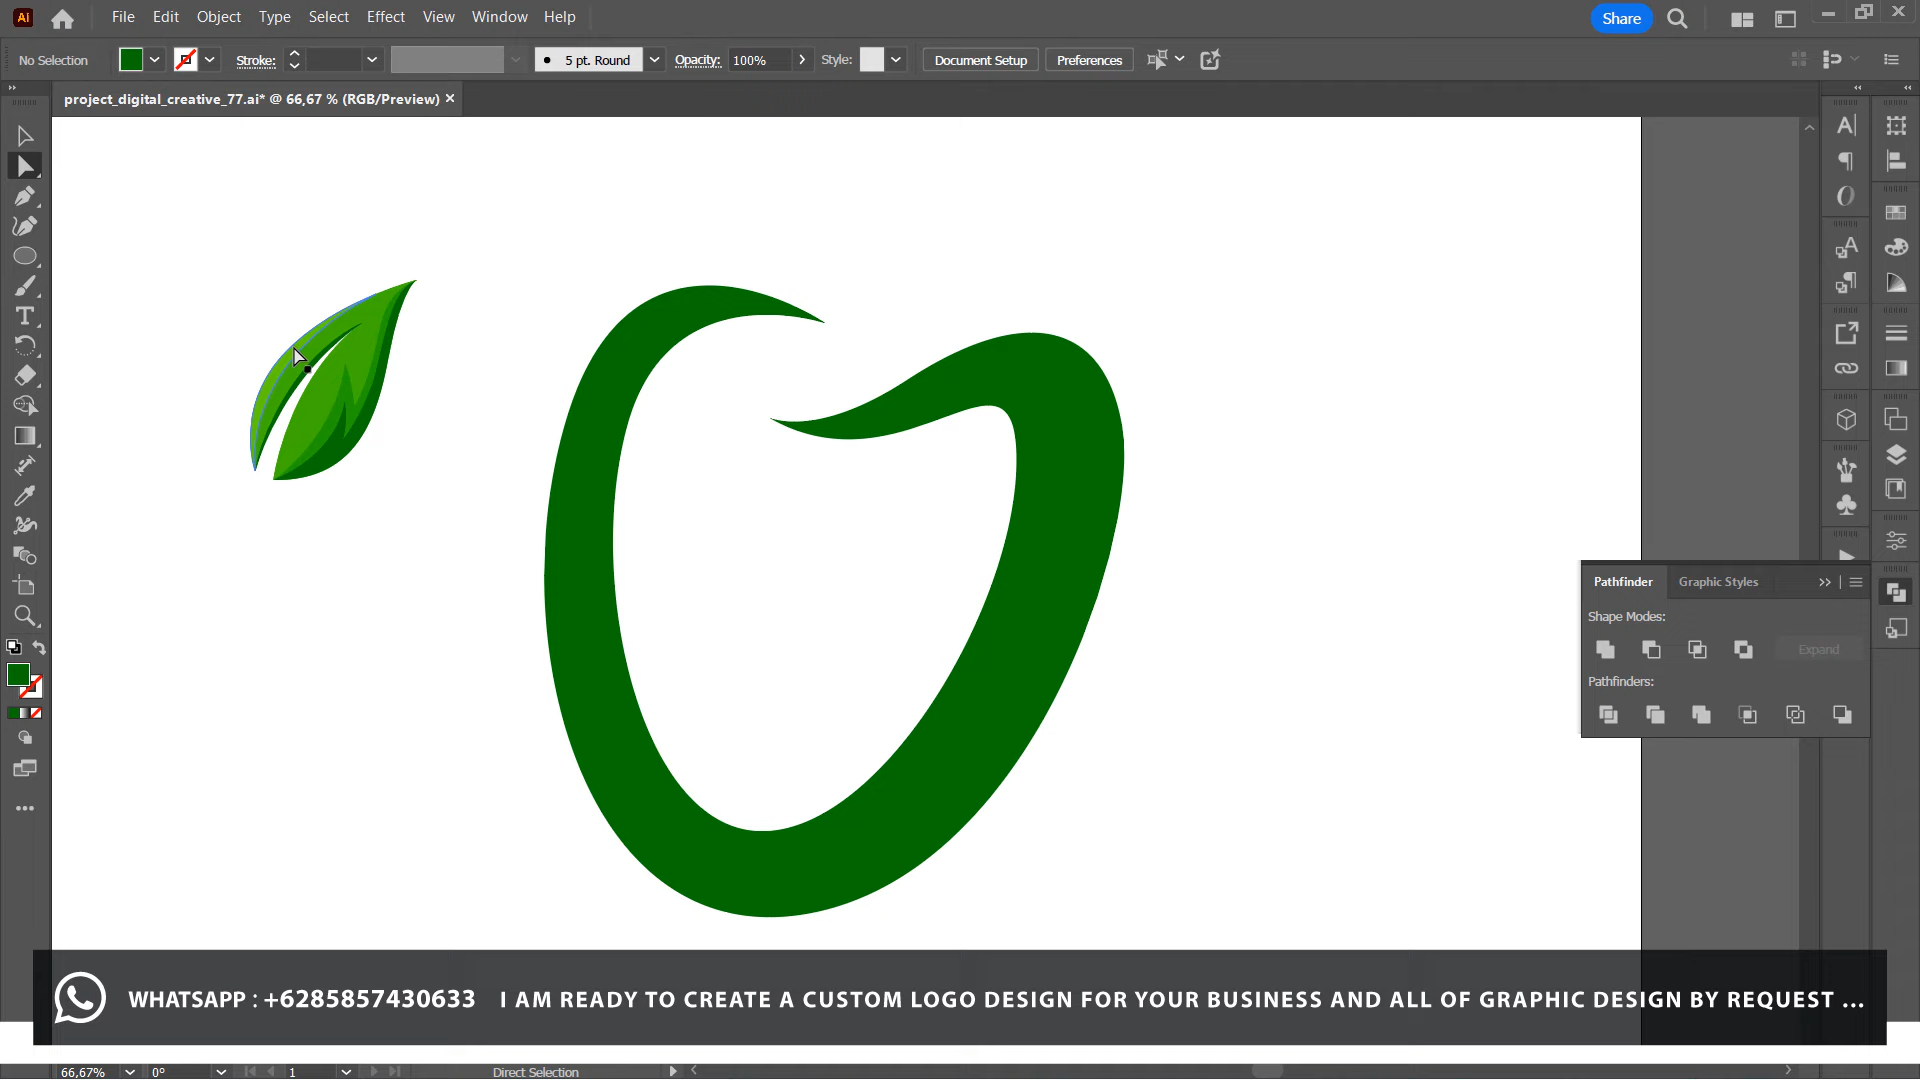 Ai File Edit Object Type Select Effect View Window Help Share
No Selection Stroke: 5 pt. Round Opacity: 100% Style: Document Setup Preferences
project_digital_creative_77.ai* @ 66,67 % (RGB/Preview) ×
Pathfinder Graphic Styles
Shape Modes:
Expand
Pathfinders:
WHATSAPP : +6285857430633 I AM READY TO CREATE A CUSTOM LOGO DESIGN FOR YOUR BUSINESS AND ALL OF GRAPHIC DESIGN BY REQUEST ...
66,67% 0° 1 Direct Selection